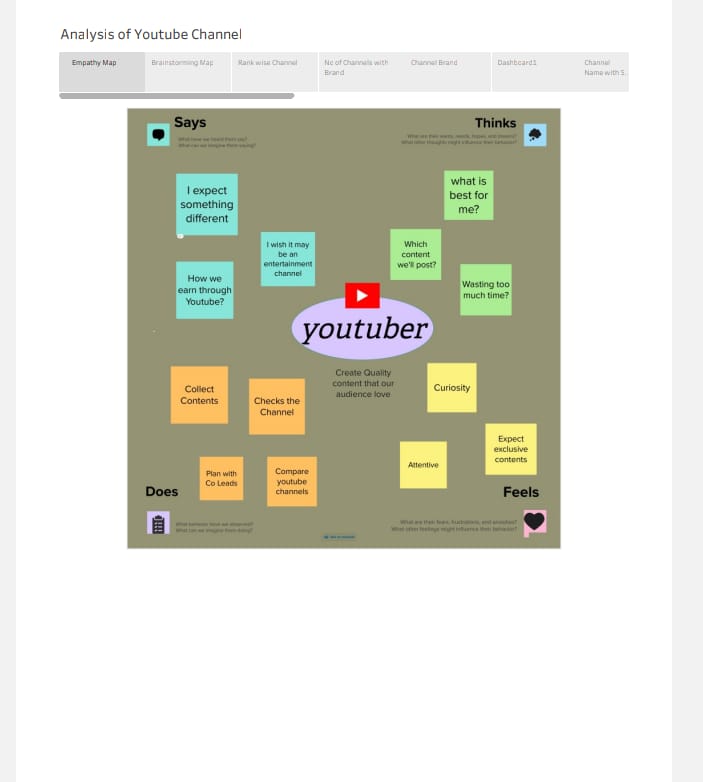 Analysis of Youtube Channel
Empathy Map
Brainstorming Map
Rank wise Channel
No of Channels with
Brand
Channel Brand
Dashboard1
Channel
Name with S..
Says
What have we heard them say?
What can we imagine them saying?
Thinks
What are their wants, needs, hopes, and dreams?
What other thoughts might influence their behavior?
I expect
something
different
what is
best for
me?
I wish it may
be an
entertainment
channel
Which
content
we'll post?
How we
earn through
Youtube?
Wasting too
much time?
youtuber
Create Quality
content that our
audience love
Collect
Contents
Checks the
Channel
Curiosity
Plan with
Co Leads
Compare
youtube
channels
Attentive
Expect
exclusive
contents
Does
What behavior have we observed?
What can we imagine them doing?
Feels
What are their fears, frustrations, and anxieties?
What other feelings might influence their behavior?